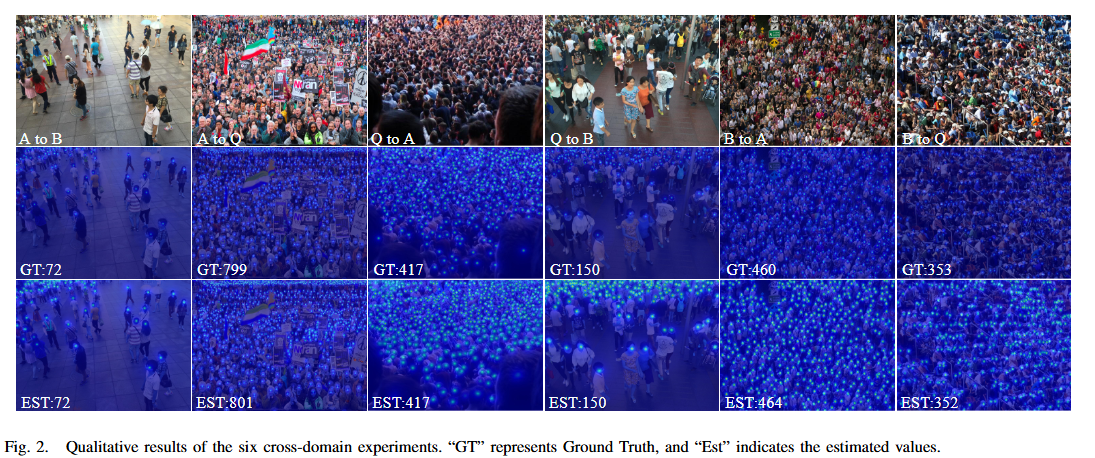 A to B
A to Q
Q to A
Q to B
B to A
B to Q
GT:72
GT:799
GT:417
GT:150
GT:460
GT:353
EST:72
EST:801
EST:417
EST:150
EST:464
EST:352
Fig. 2. Qualitative results of the six cross-domain experiments. “GT” represents Ground Truth, and “Est” indicates the estimated values.